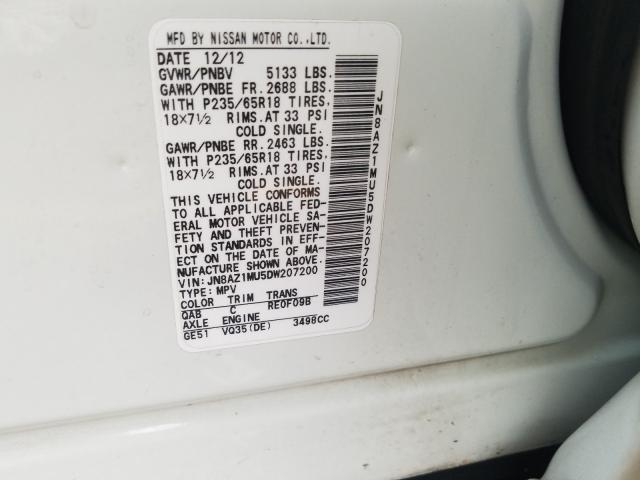 MFD BY NISSAN MOTOR CO.,LTD.
DATE 12/12
GVWR/PNBV 5133 LBS.
GAWR/PNBE FR. 2688 LBS.
WITH P235/65R18 TIRES,
18×7½ RIMS. AT 33 PSI
COLD SINGLE.
GAWR/PNBE RR. 2463 LBS.
WITH P235/65R18 TIRES,
18×7½ RIMS. AT 33 PSI
COLD SINGLE.
THIS VEHICLE CONFORMS
TO ALL APPLICABLE FED-
ERAL MOTOR VEHICLE SA-
FETY AND THEFT PREVEN-
TION STANDARDS IN EFF-
ECT ON THE DATE OF MA-
NUFACTURE SHOWN ABOVE.
VIN: JN8AZ1MU5DW207200
TYPE: MPV
COLOR TRIM TRANS
QAB C RE0F09B
AXLE ENGINE
GE51 VQ35(DE) 3498CC
JN8AZ1MU5DW207200